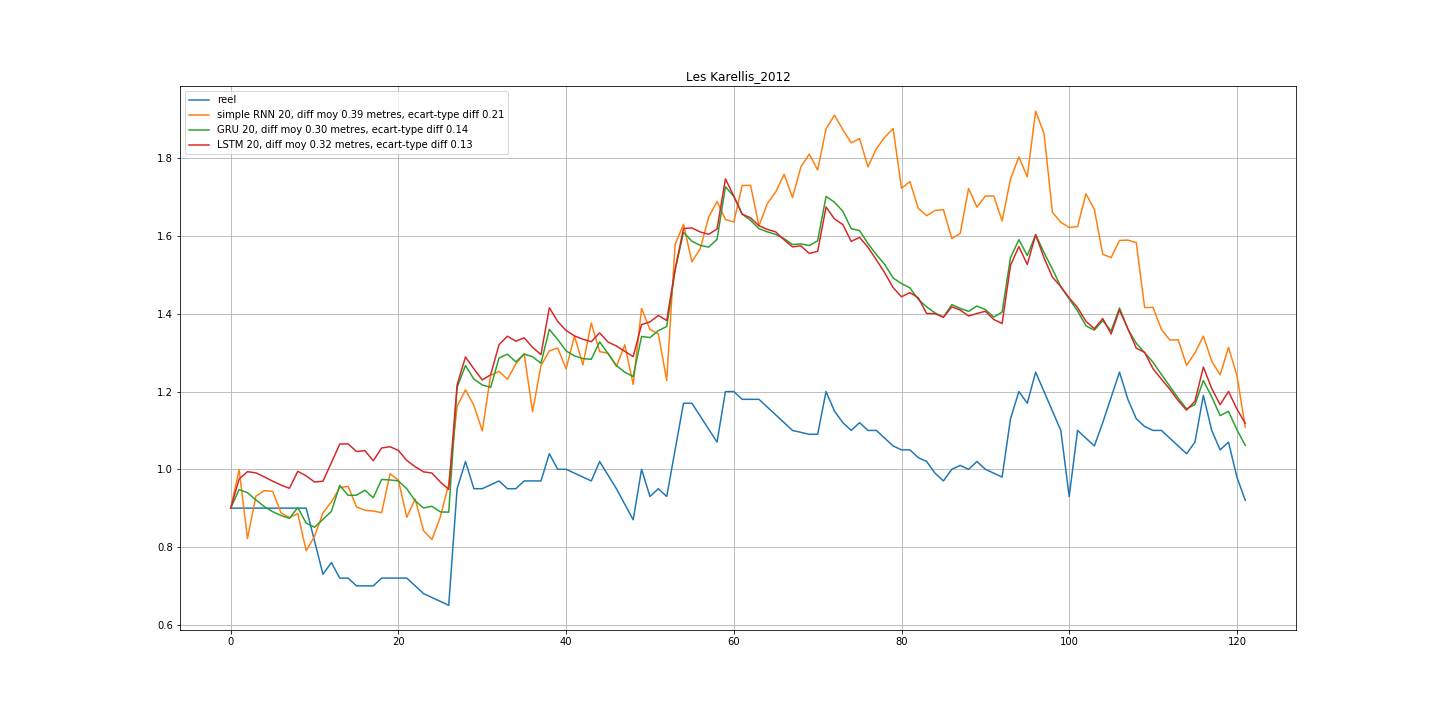 Les Karellis_2012
reel
simple RNN 20, diff moy 0.39 metres, ecart-type diff 0.21
GRU 20, diff moy 0.30 metres, ecart-type diff 0.14
LSTM 20, diff moy 0.32 metres, ecart-type diff 0.13
1.8
1.6
1.4
1.2
1.0
0.8
0.6
0 20 40 60 80 100 120